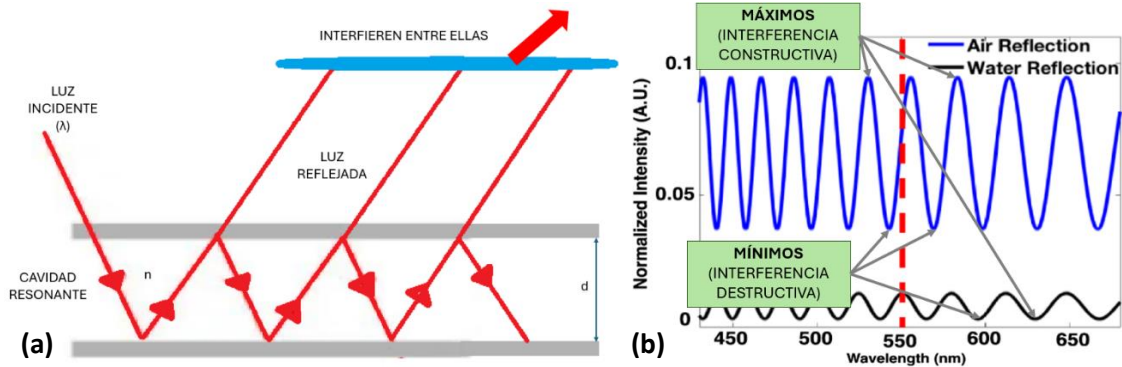 INTERFIEREN ENTRE ELLAS
LUZ
INCIDENTE
(λ)
LUZ
REFLEJADA
CAVIDAD
RESONANTE
n
d
(a)
MÁXIMOS
(INTERFERENCIA
CONSTRUCTIVA)
Air Reflection
Water Reflection
Normalized Intensity (A.U.)
0.1
0.05
0
MÍNIMOS
(INTERFERENCIA
DESTRUCTIVA)
450
500
550
600
650
Wavelength (nm)
(b)